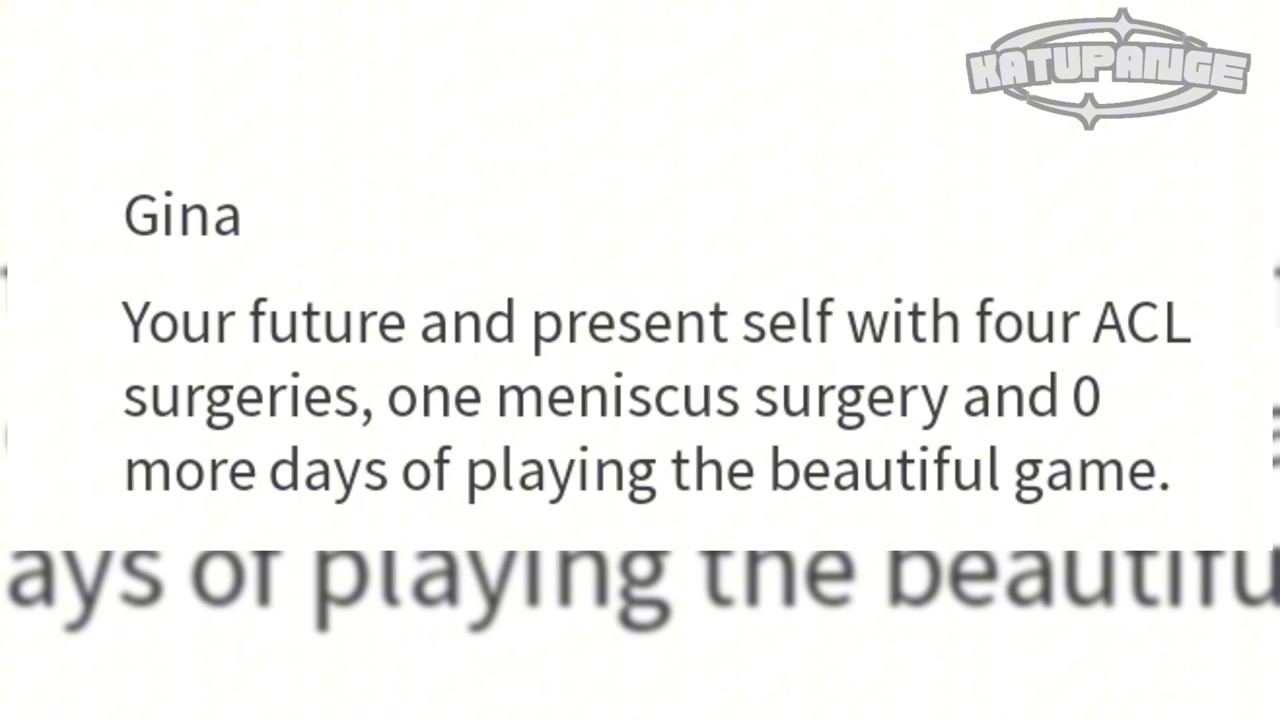 KATUPANGE
Gina
Your future and present self with four ACL
surgeries, one meniscus surgery and 0
more days of playing the beautiful game.
ays of playing the beautifu